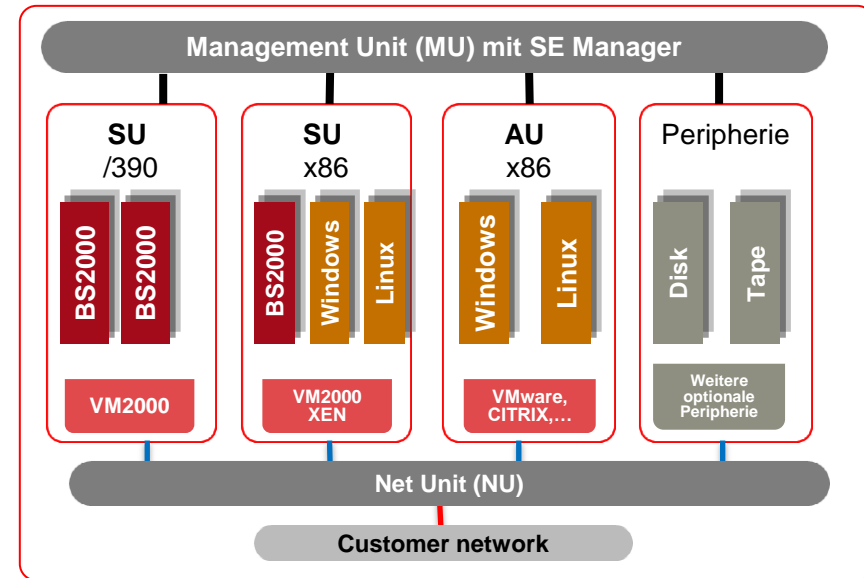 Management Unit (MU) mit SE Manager
SU
/390
SU
x86
AU
x86
Peripherie
BS2000
BS2000
BS2000
Windows
Linux
Windows
Linux
Disk
Tape
VM2000
VM2000
XEN
VMware,
CITRIX,…
Weitere
optionale
Peripherie
Net Unit (NU)
Customer network